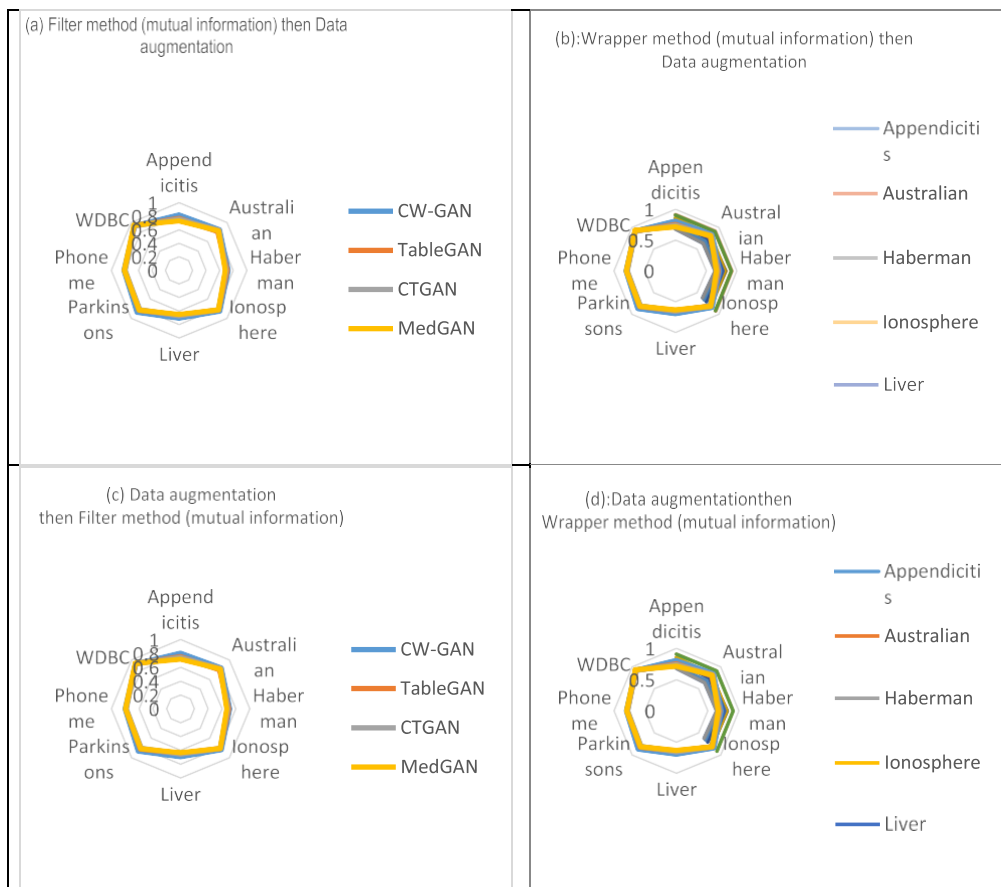 (a) Filter method (mutual information) then Data
augmentation
Append
icitis
Australi
an
Haber
man
Ionosp
here
Liver
Parkins
ons
Phone
me
WDBC
1
0.8
0.6
0.4
0.2
0
CW-GAN
TableGAN
CTGAN
MedGAN
(b):Wrapper method (mutual information) then
Data augmentation
Appen
dicitis
Austral
ian
Haber
man
Ionosp
here
Liver
Parkin
sons
Phone
me
WDBC
1
0.5
0
Appendiciti
s
Australian
Haberman
Ionosphere
Liver
(c) Data augmentation
then Filter method (mutual information)
Append
icitis
Australi
an
Haber
man
Ionosp
here
Liver
Parkins
ons
Phone
me
WDBC
1
0.8
0.6
0.4
0.2
0
CW-GAN
TableGAN
CTGAN
MedGAN
(d):Data augmentationthen
Wrapper method (mutual information)
Appen
dicitis
Austral
ian
Haber
man
Ionosp
here
Liver
Parkin
sons
Phone
me
WDBC
1
0.5
0
Appendiciti
s
Australian
Haberman
Ionosphere
Liver